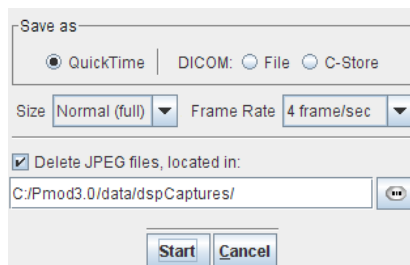 Save as
QuickTime DICOM: File C-Store
Size Normal (full) Frame Rate 4 frame/sec
Delete JPEG files, located in:
C:/Pmod3.0/data/dspCaptures/
Start Cancel